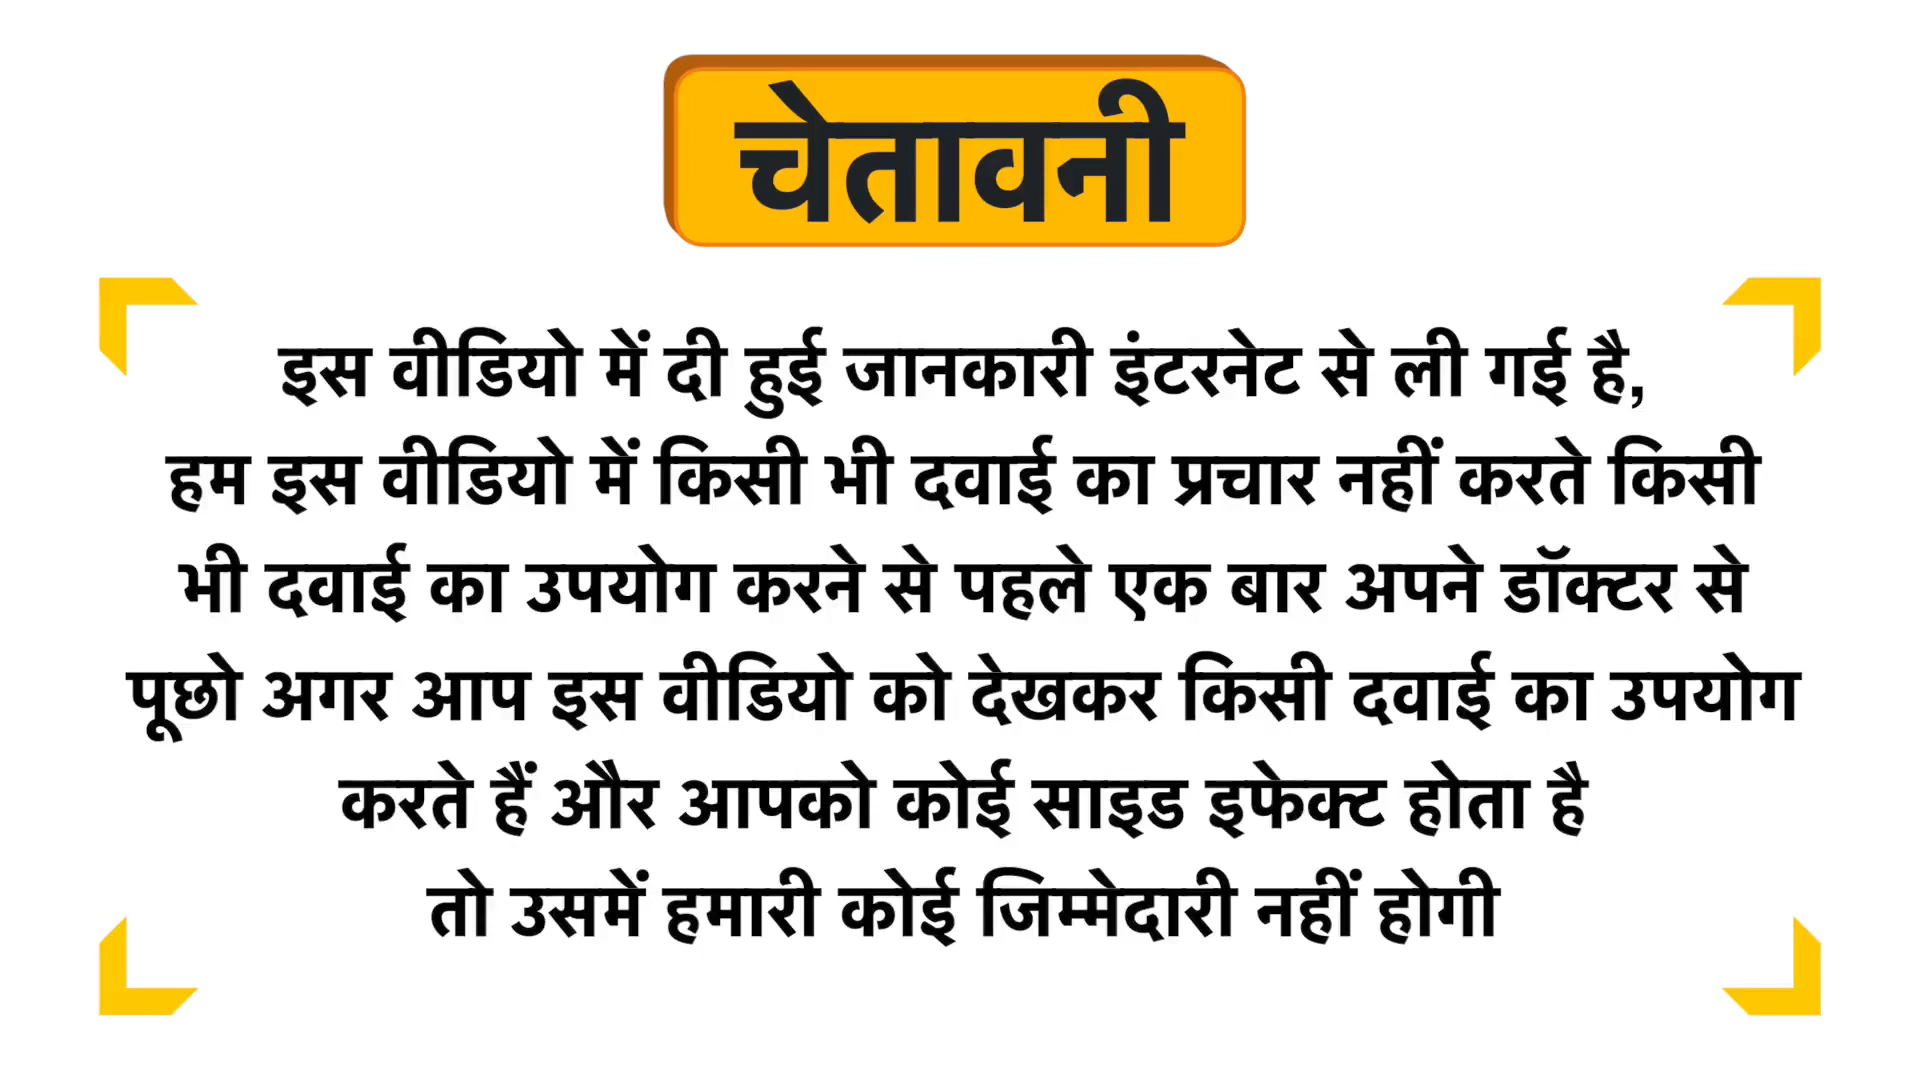 चेतावनी
इस वीडियो में दी हुई जानकारी इंटरनेट से ली गई है,
हम इस वीडियो में किसी भी दवाई का प्रचार नहीं करते किसी
भी दवाई का उपयोग करने से पहले एक बार अपने डॉक्टर से
पूछो अगर आप इस वीडियो को देखकर किसी दवाई का उपयोग
करते हैं और आपको कोई साइड इफेक्ट होता है
तो उसमें हमारी कोई जिम्मेदारी नहीं होगी